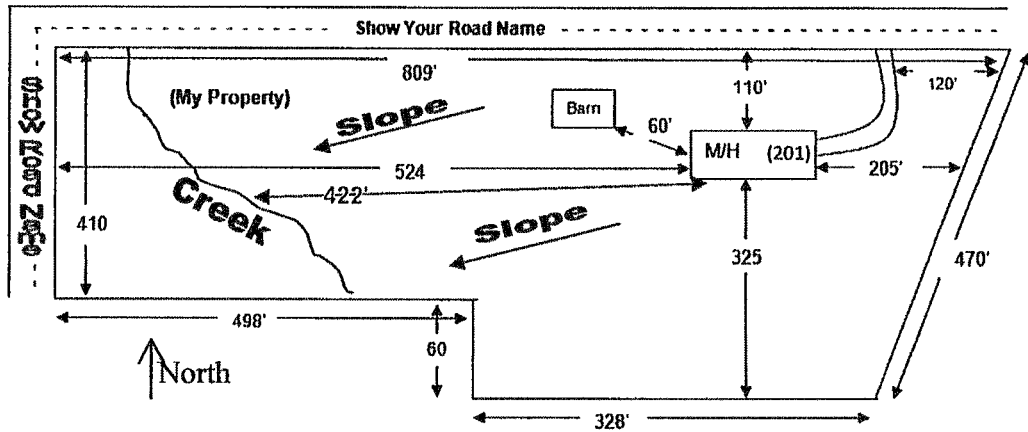 Show Your Road Name
809'
110'
120'
(My Property)
Slope
Barn
60'
M/H (201)
SHOW ROAD NAME
524
205'
422'
Creek
410
Slope
325
470'
498'
60
North
328'